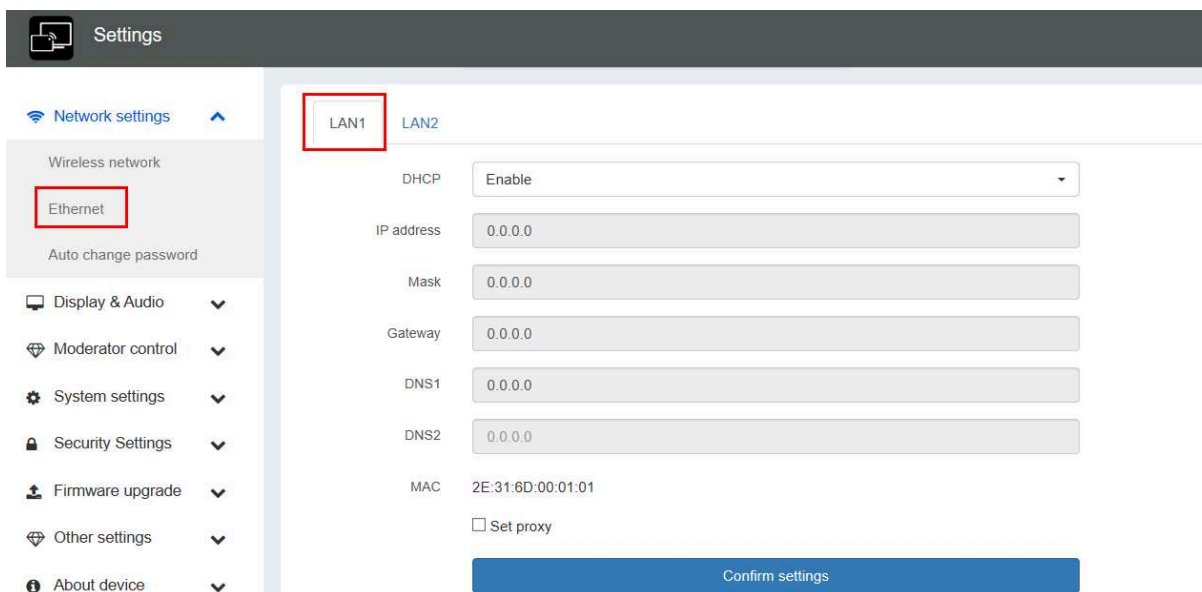 Settings
Network settings
Wireless network
Ethernet
Auto change password
Display & Audio
Moderator control
System settings
Security Settings
Firmware upgrade
Other settings
About device
LAN1 LAN2
DHCP Enable
IP address 0.0.0.0
Mask 0.0.0.0
Gateway 0.0.0.0
DNS1 0.0.0.0
DNS2 0.0.0.0
MAC 2E:31:6D:00:01:01
Set proxy
Confirm settings